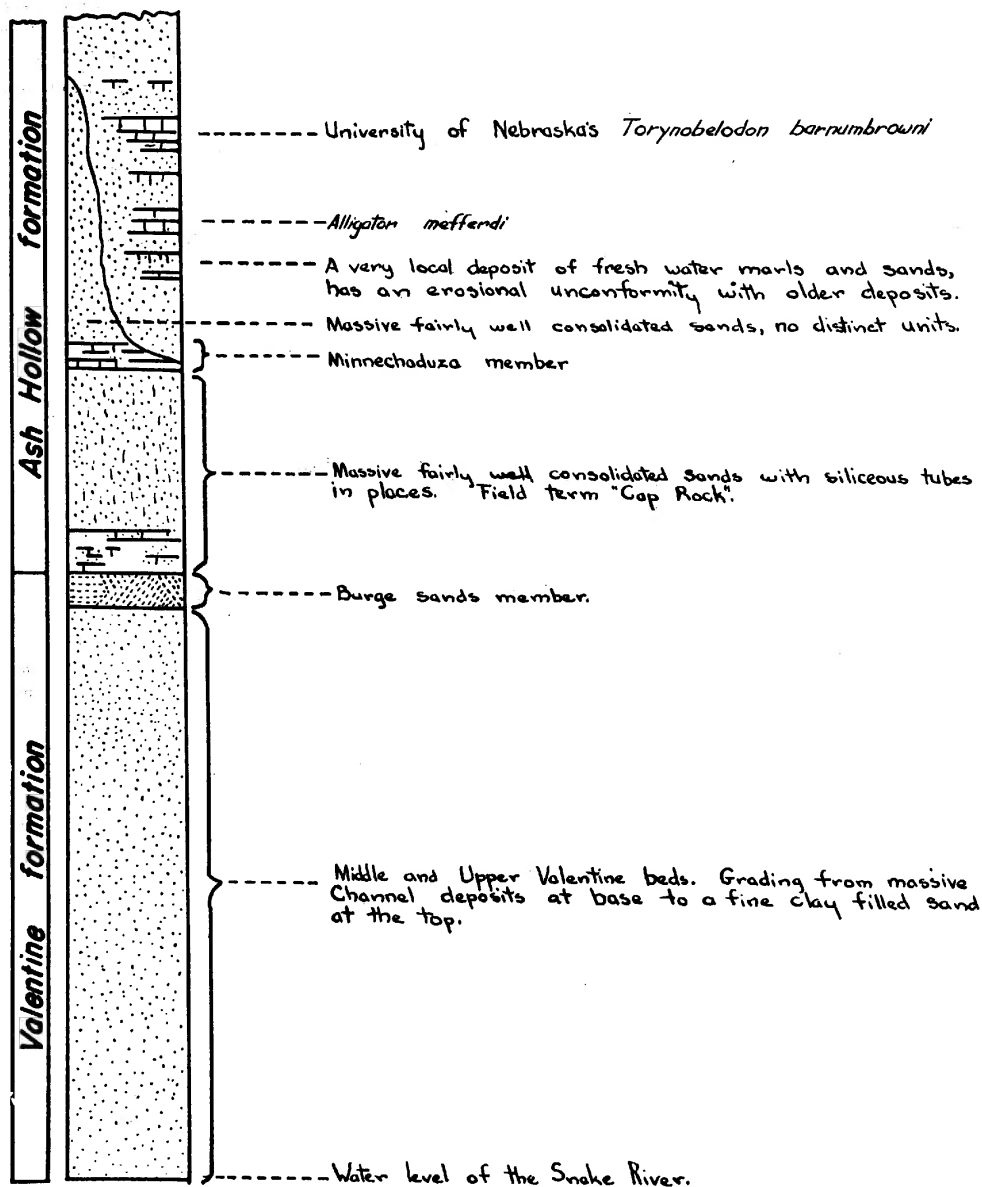 Ash Hollow formation
Valentine formation
University of Nebraska's Torynobelodon barnumbrowni
Alligator mefferdi
A very local deposit of fresh water marls and sands,
has an erosional unconformity with older deposits.
Massive fairly well consolidated sands, no distinct units.
Minnechaduza member
Massive fairly well consolidated sands with siliceous tubes
in places. Field term "Cap Rock".
Burge sands member.
Middle and Upper Valentine beds. Grading from massive
Channel deposits at base to a fine clay filled sand
at the top.
Water level of the Snake River.